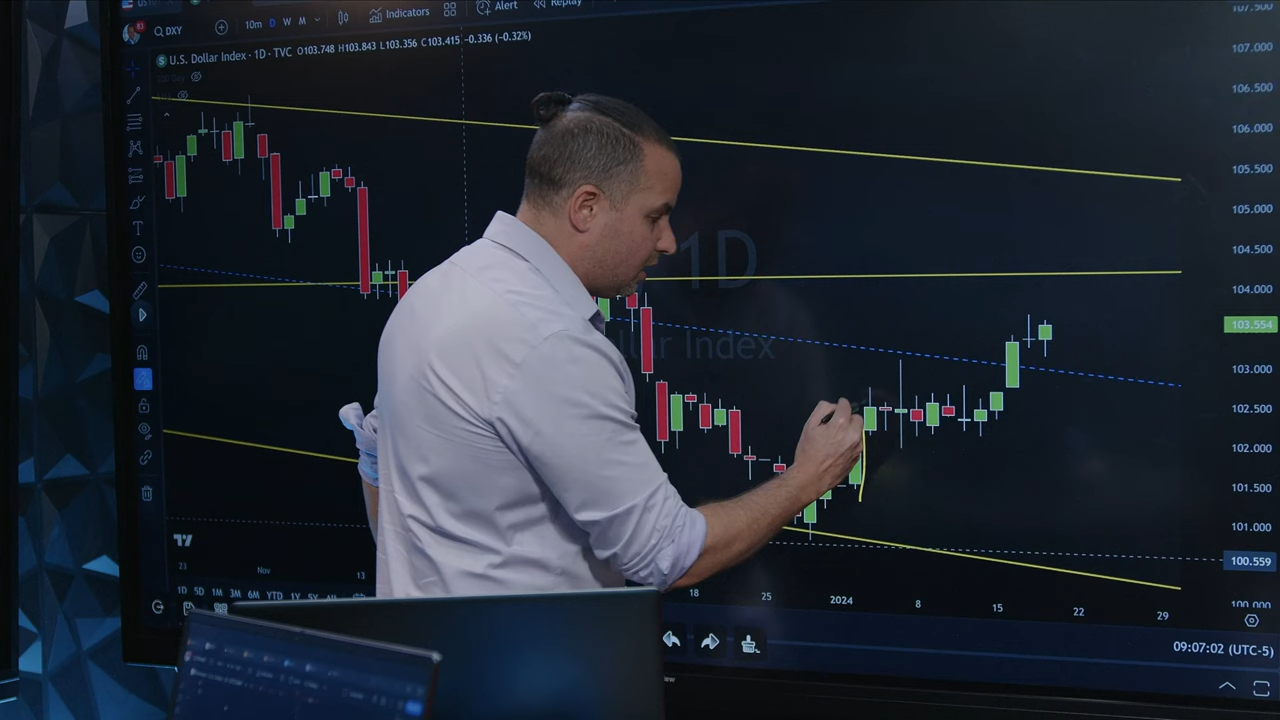 83
DXY
10m D W M
Indicators
Alert
Replay
U.S. Dollar Index · 1D · TVC O103.748 H103.843 L103.356 C103.415 -0.336 (-0.32%)
107.000
106.500
106.000
105.500
105.000
104.500
104.000
103.554
103.000
102.500
102.000
101.500
101.000
100.559
100.000
1D
llar Index
T
23 Nov 13 18 25 2024 8 15 22 29
1D 5D 1M 3M 6M YTD 1Y 5Y All
09:07:02 (UTC-5)